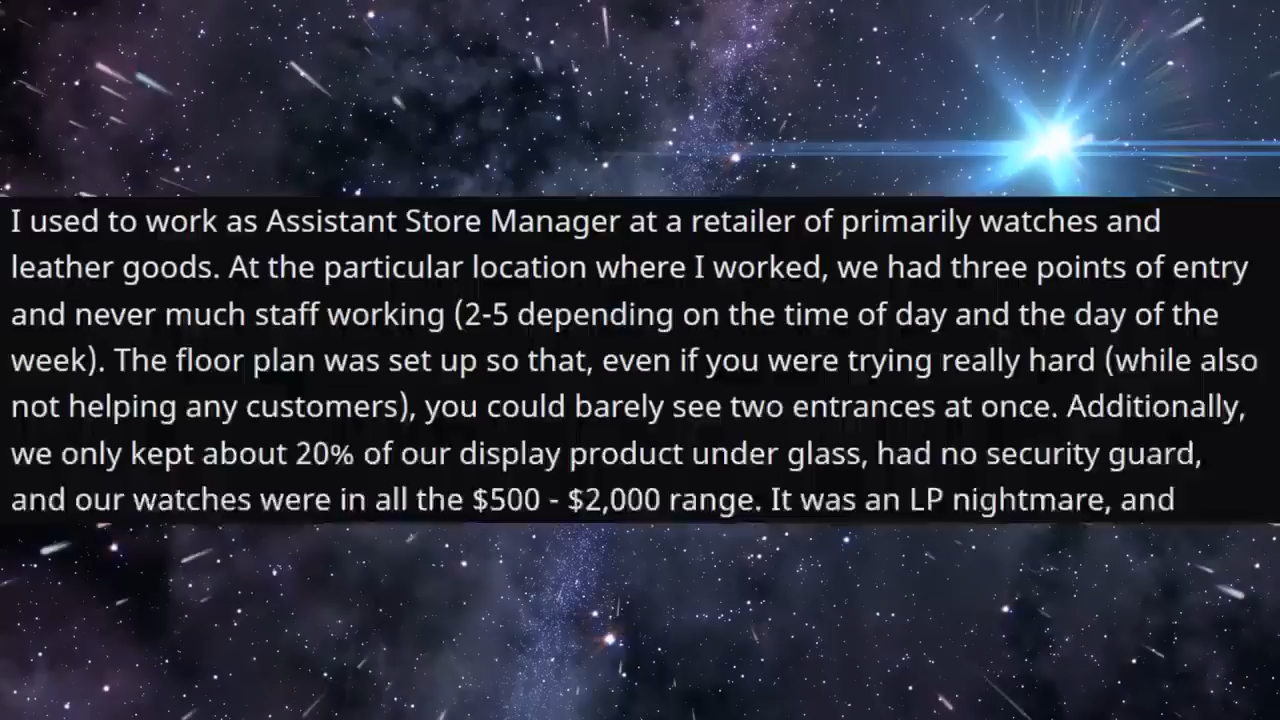 I used to work as Assistant Store Manager at a retailer of primarily watches and
leather goods. At the particular location where I worked, we had three points of entry
and never much staff working (2-5 depending on the time of day and the day of the
week). The floor plan was set up so that, even if you were trying really hard (while also
not helping any customers), you could barely see two entrances at once. Additionally,
we only kept about 20% of our display product under glass, had no security guard,
and our watches were in all the $500 - $2,000 range. It was an LP nightmare, and